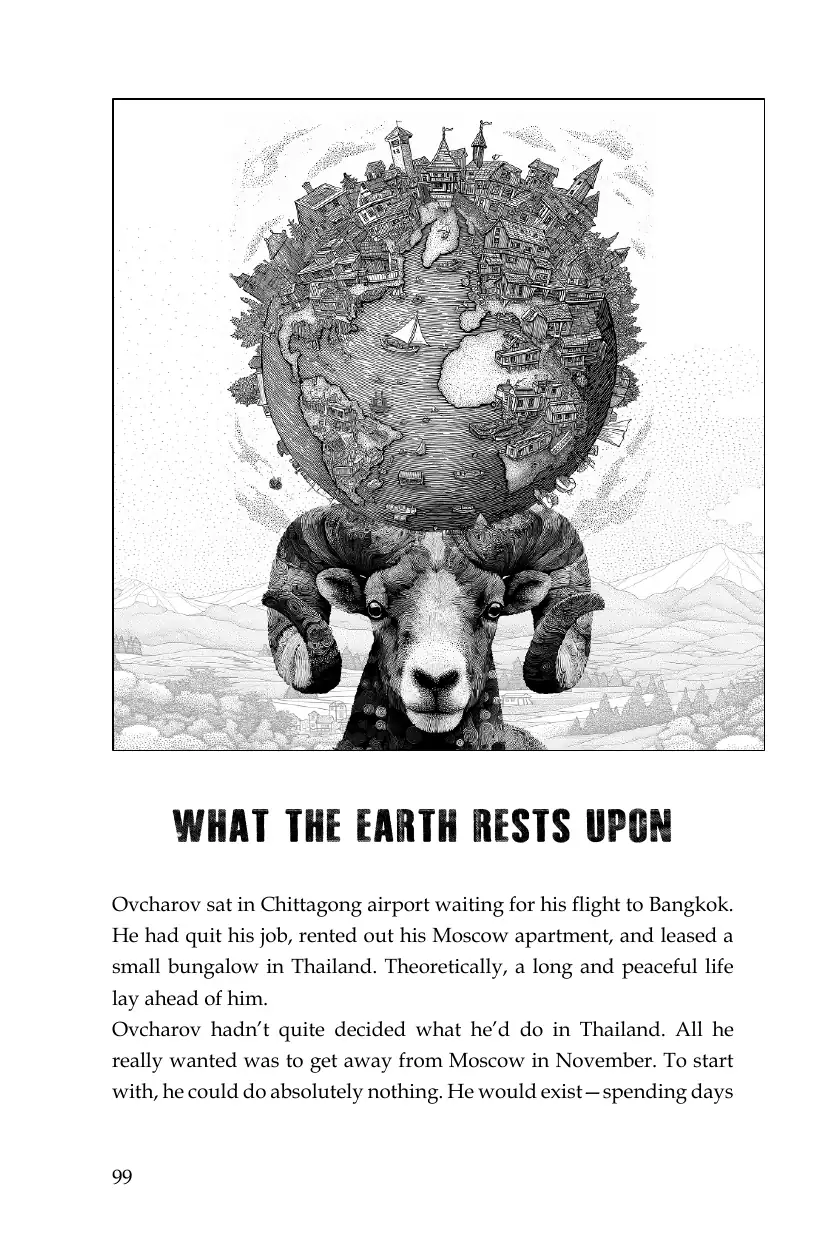 WHAT THE EARTH RESTS UPON
Ovcharov sat in Chittagong airport waiting for his flight to Bangkok.
He had quit his job, rented out his Moscow apartment, and leased a
small bungalow in Thailand. Theoretically, a long and peaceful life
lay ahead of him.
Ovcharov hadn’t quite decided what he’d do in Thailand. All he
really wanted was to get away from Moscow in November. To start
with, he could do absolutely nothing. He would exist—spending days
99